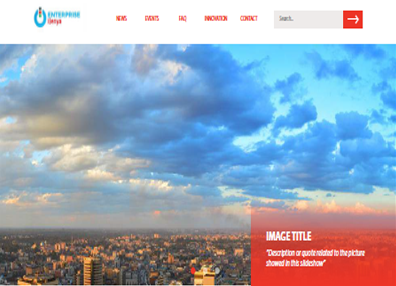 ENTERPRISE
Kenya
NEWS
EVENTS
FAQ
INNOVATION
CONTACT
Search...
IMAGE TITLE
"Description or quote related to the picture
showed in this slideshow"